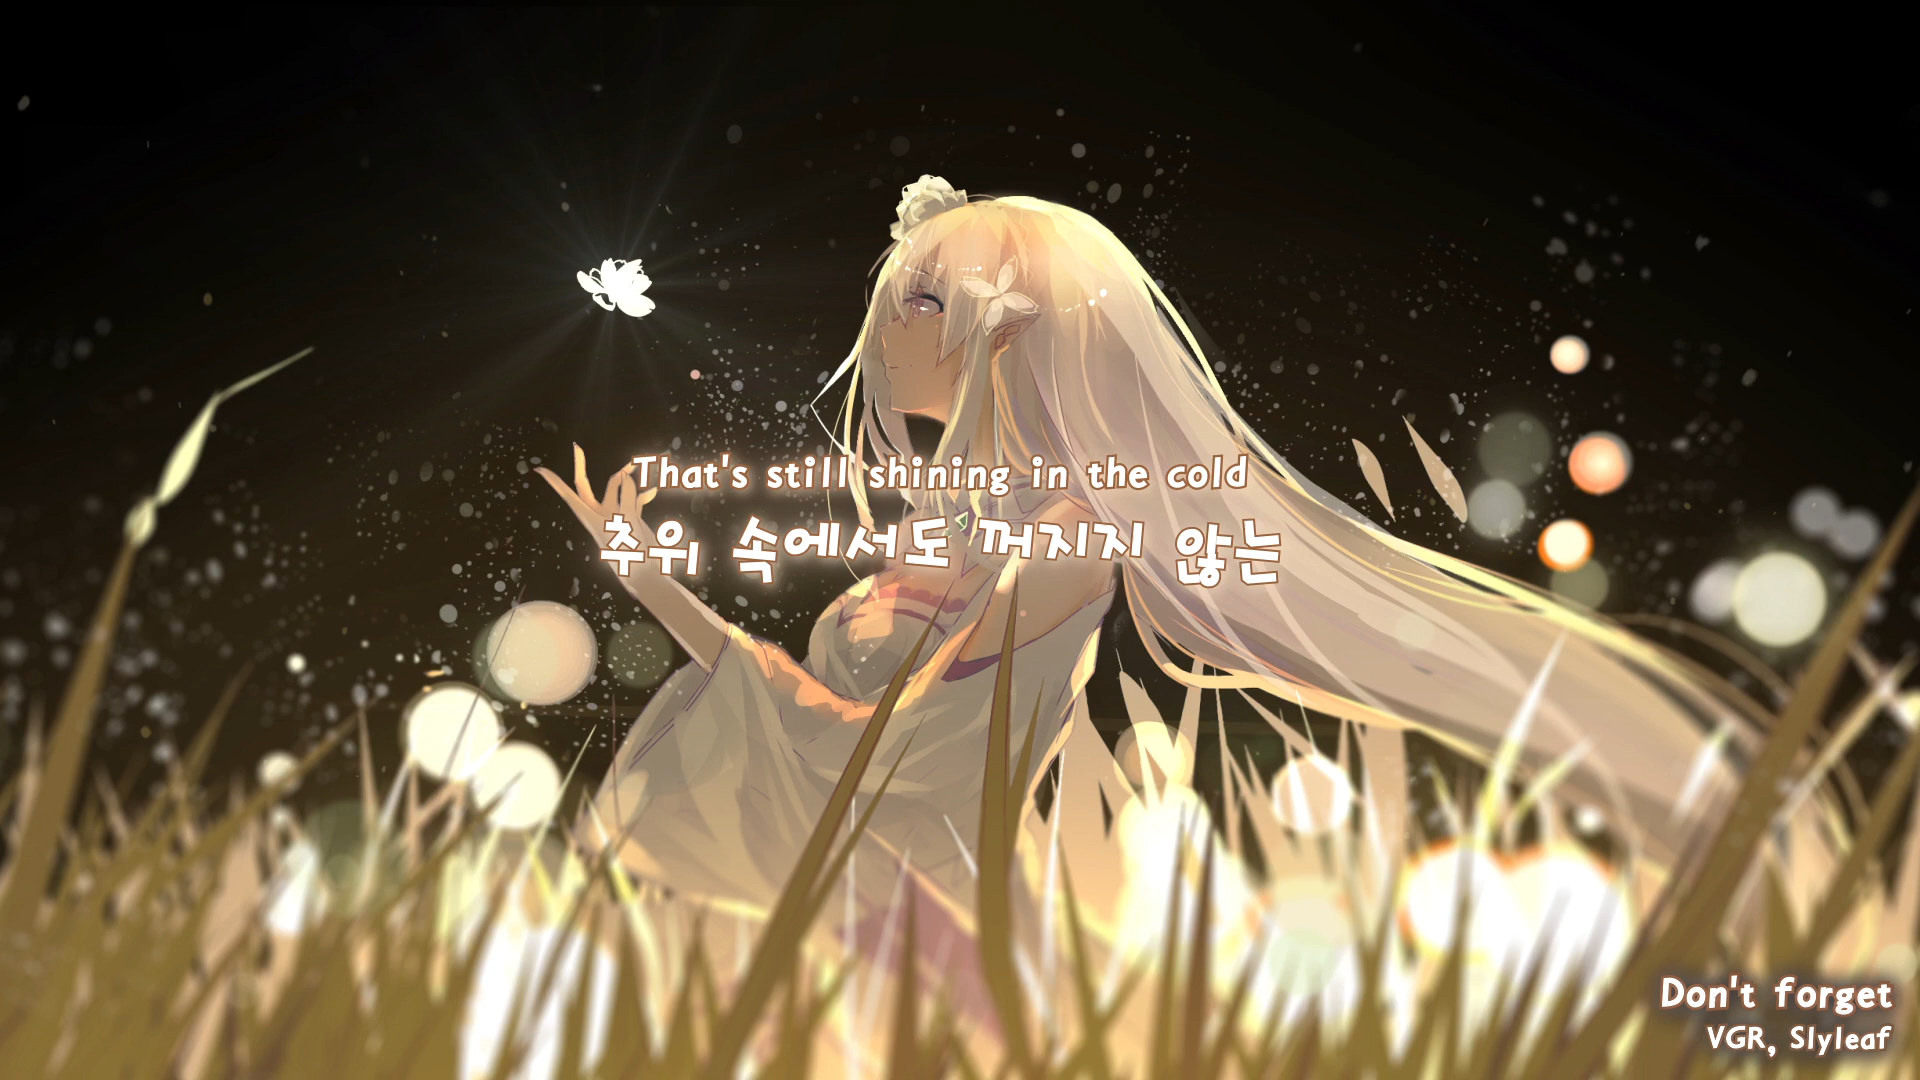 That's still shining in the cold
추위 속에서도 꺼지지 않는
Don't forget
VGR, Slyleaf